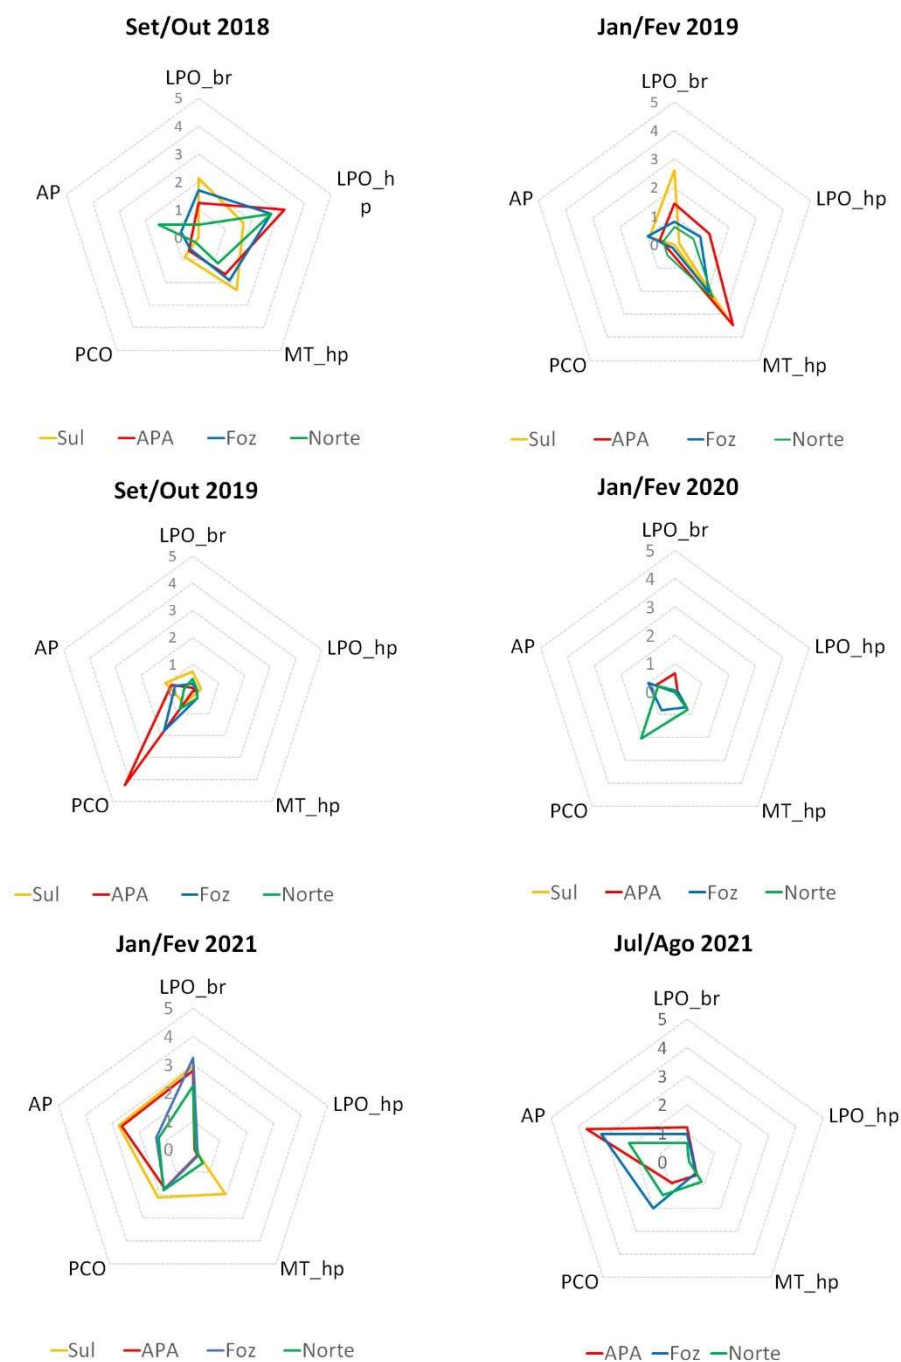 Set/Out 2018
LPO_br
5
4
3
2
1
0
LPO_h
p
MT_hp
PCO
AP
Sul APA Foz Norte
Jan/Fev 2019
LPO_br
5
4
3
2
1
0
LPO_hp
MT_hp
PCO
AP
Sul APA Foz Norte
Set/Out 2019
LPO_br
5
4
3
2
1
0
LPO_hp
MT_hp
PCO
AP
Sul APA Foz Norte
Jan/Fev 2020
LPO_br
5
4
3
2
1
0
LPO_hp
MT_hp
PCO
AP
Sul APA Foz Norte
Jan/Fev 2021
LPO_br
5
4
3
2
1
0
LPO_hp
MT_hp
PCO
AP
Sul APA Foz Norte
Jul/Ago 2021
LPO_br
5
4
3
2
1
0
LPO_hp
MT_hp
PCO
AP
APA Foz Norte